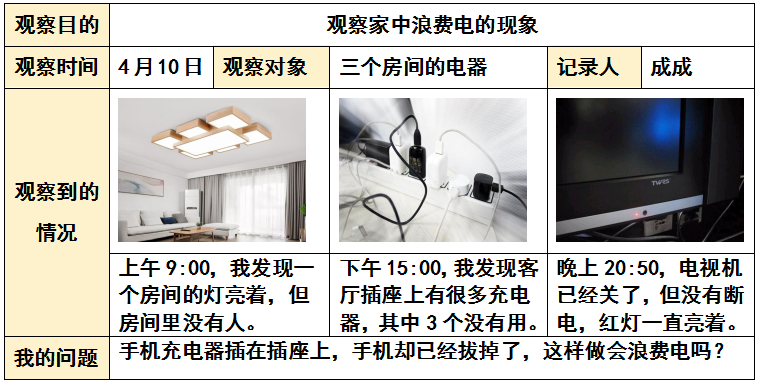 观察目的 观察家中浪费电的现象
观察时间 4月10日 观察对象 三个房间的电器 记录人 成成
观察到的
情况
上午9:00，我发现一
个房间的灯亮着，但
房间里没有人。
下午15:00，我发现客
厅插座上有很多充电
器，其中3个没有用。
晚上20:50，电视机
已经关了，但没有断
电，红灯一直亮着。
我的问题 手机充电器插在插座上，手机却已经拔掉了，这样做会浪费电吗？